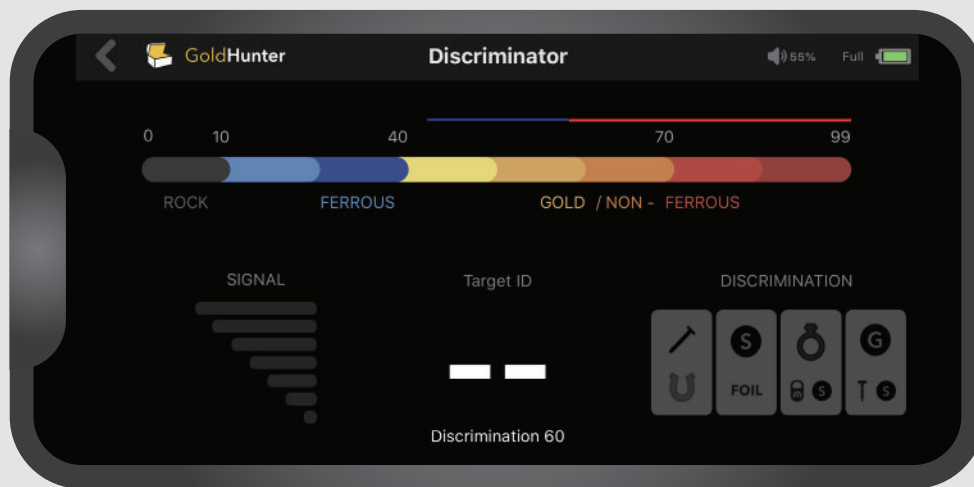 GoldHunter
Discriminator
55%
Full
0 10 40 70 99
ROCK FERROUS GOLD / NON - FERROUS
SIGNAL
Target ID
DISCRIMINATION
S G
FOIL S S
-- 
Discrimination 60